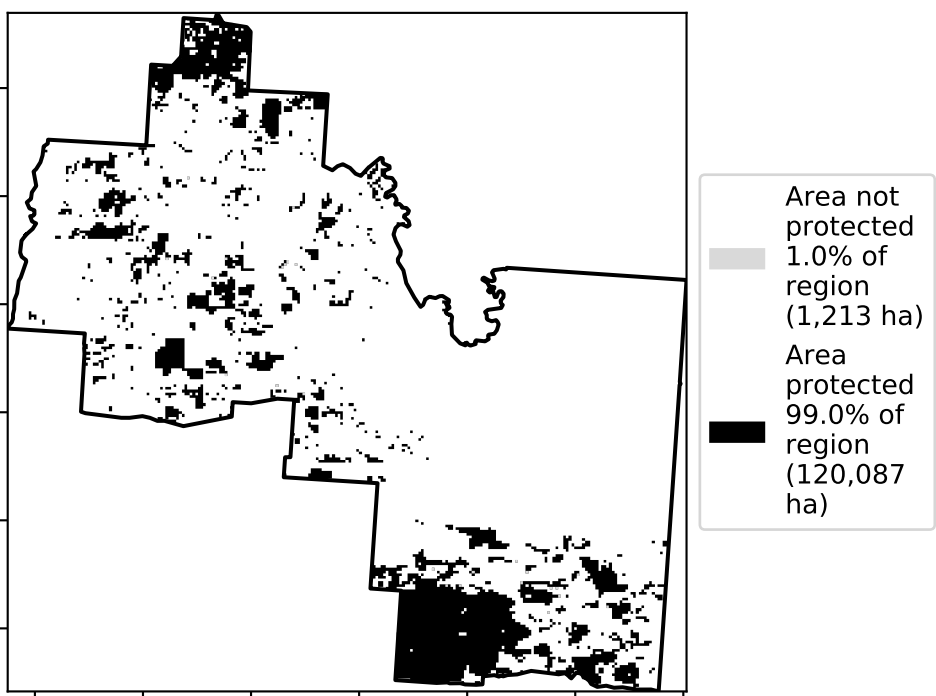 Area not
protected
1.0% of
region
(1,213 ha)
Area
protected
99.0% of
region
(120,087
ha)